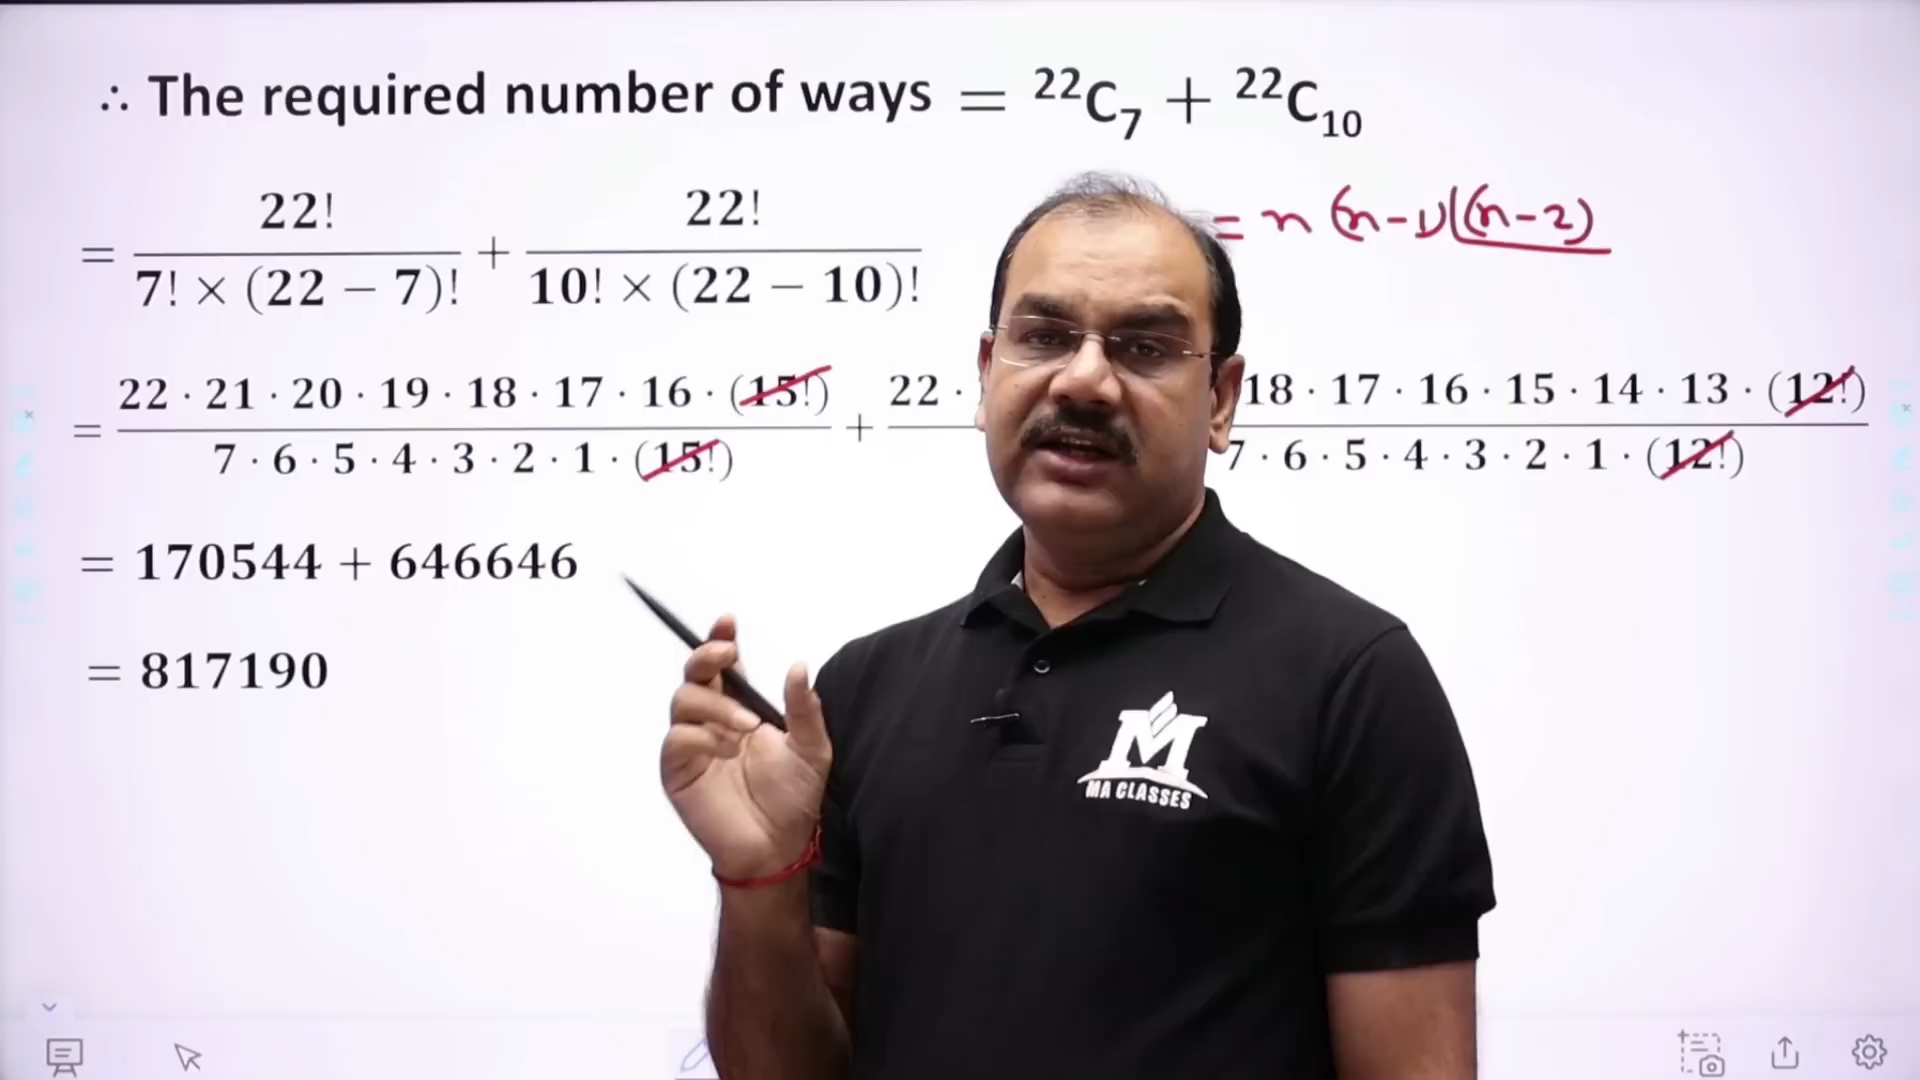 ∴ The required number of ways = ²²C₇ + ²²C₁₀
= n (n-1)(n-2)
= 22! / (7! × (22 − 7)!) + 22! / (10! × (22 − 10)!)
= (22 · 21 · 20 · 19 · 18 · 17 · 16 · (15!)) / (7 · 6 · 5 · 4 · 3 · 2 · 1 · (15!)) + (22 · 18 · 17 · 16 · 15 · 14 · 13 · (12!)) / (7 · 6 · 5 · 4 · 3 · 2 · 1 · (12!))
= 170544 + 646646
= 817190
M
MA CLASSES